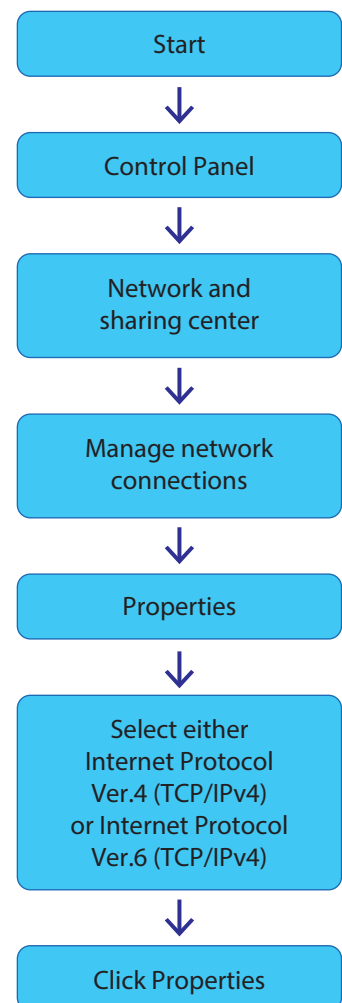 Start
Control Panel
Network and
sharing center
Manage network
connections
Properties
Select either
Internet Protocol
Ver.4 (TCP/IPv4)
or Internet Protocol
Ver.6 (TCP/IPv4)
Click Properties